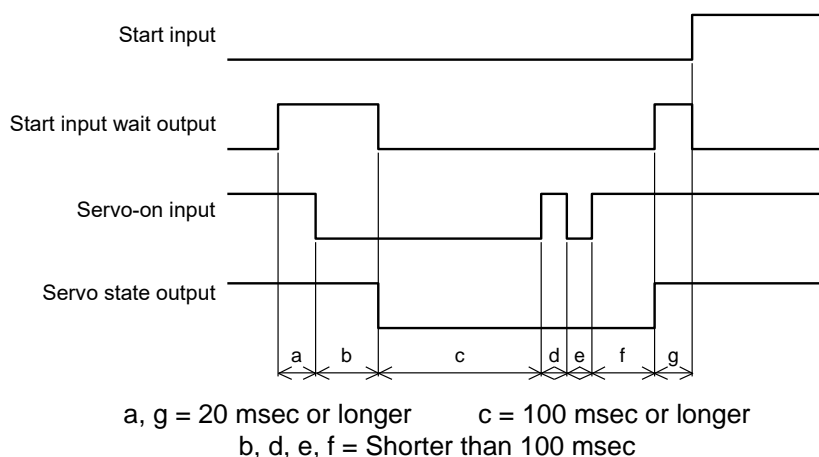 Start input
Start input wait output
Servo-on input
Servo state output
a b c d e f g
a, g = 20 msec or longer c = 100 msec or longer
b, d, e, f = Shorter than 100 msec